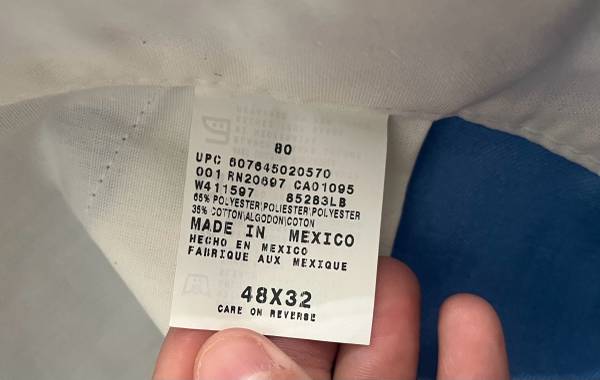 80
UPC 607645020570
001 RN20697 CA01095
W411597 85283LB
65% POLYESTER\POLIESTER\POLYESTER
35% COTTON\ALGODON\COTON
MADE IN MEXICO
HECHO EN MEXICO
FABRIQUE AUX MEXIQUE
48X32
CARE ON REVERSE